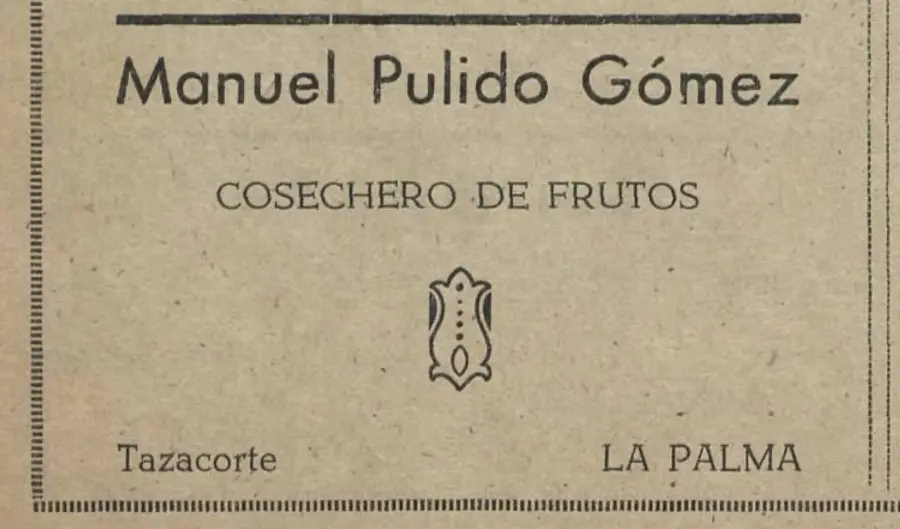 Manuel Pulido Gómez
COSECHERO DE FRUTOS
Tazacorte LA PALMA